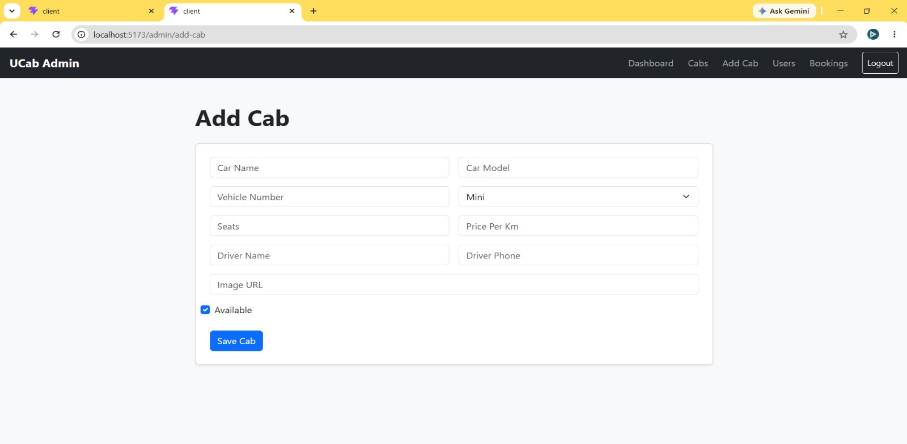 client
client
Ask Gemini
localhost:5173/admin/add-cab
UCab Admin
Dashboard Cabs Add Cab Users Bookings Logout
Add Cab
Car Name Car Model
Vehicle Number Mini
Seats Price Per Km
Driver Name Driver Phone
Image URL
Available
Save Cab